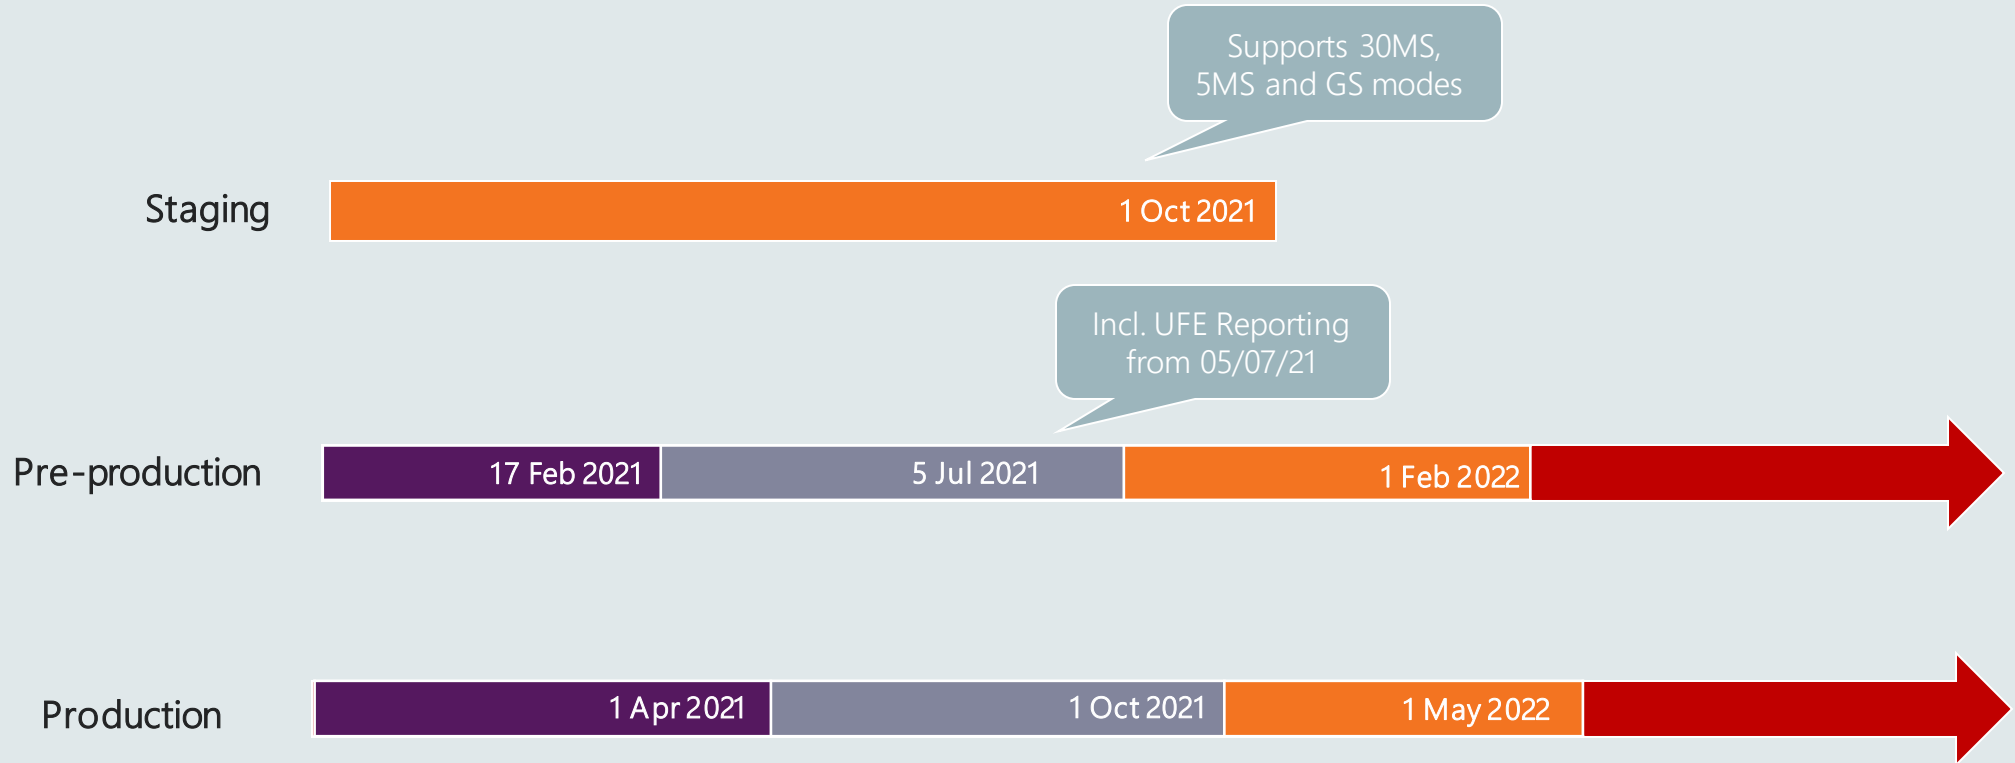 Supports 30MS,
5MS and GS modes
Staging
1 Oct 2021
Incl. UFE Reporting
from 05/07/21
Pre-production
17 Feb 2021
5 Jul 2021
1 Feb 2022
Production
1 Apr 2021
1 Oct 2021
1 May 2022